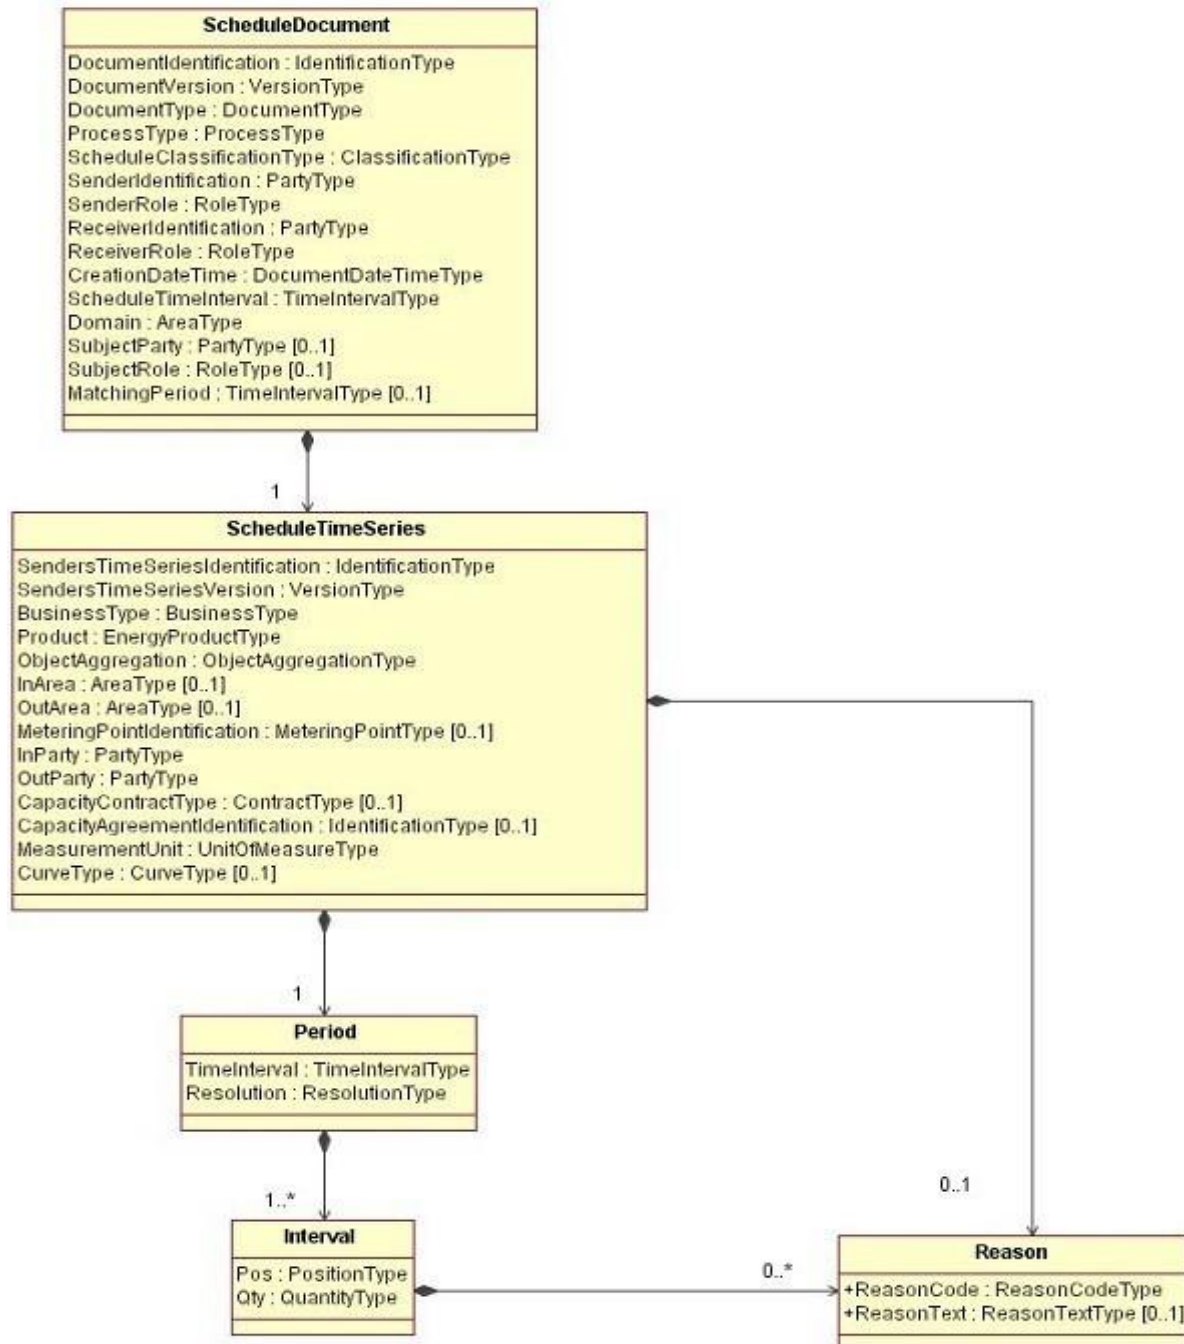 ScheduleDocument
DocumentIdentification : IdentificationType
DocumentVersion : VersionType
DocumentType : DocumentType
ProcessType : ProcessType
ScheduleClassificationType : ClassificationType
SenderIdentification : PartyType
SenderRole : RoleType
ReceiverIdentification : PartyType
ReceiverRole : RoleType
CreationDateTime : DocumentDateTimeType
ScheduleTimeInterval : TimeIntervalType
Domain : AreaType
SubjectParty : PartyType [0..1]
SubjectRole : RoleType [0..1]
MatchingPeriod : TimeIntervalType [0..1]
1
ScheduleTimeSeries
SendersTimeSeriesIdentification : IdentificationType
SendersTimeSeriesVersion : VersionType
BusinessType : BusinessType
Product : EnergyProductType
ObjectAggregation : ObjectAggregationType
InArea : AreaType [0..1]
OutArea : AreaType [0..1]
MeteringPointIdentification : MeteringPointType [0..1]
InParty : PartyType
OutParty : PartyType
CapacityContractType : ContractType [0..1]
CapacityAgreementIdentification : IdentificationType [0..1]
MeasurementUnit : UnitOfMeasureType
CurveType : CurveType [0..1]
1
Period
TimeInterval : TimeIntervalType
Resolution : ResolutionType
1..*
0..1
Interval
Pos : PositionType
Qty : QuantityType
0..*
Reason
+ReasonCode : ReasonCodeType
+ReasonText : ReasonTextType [0..1]